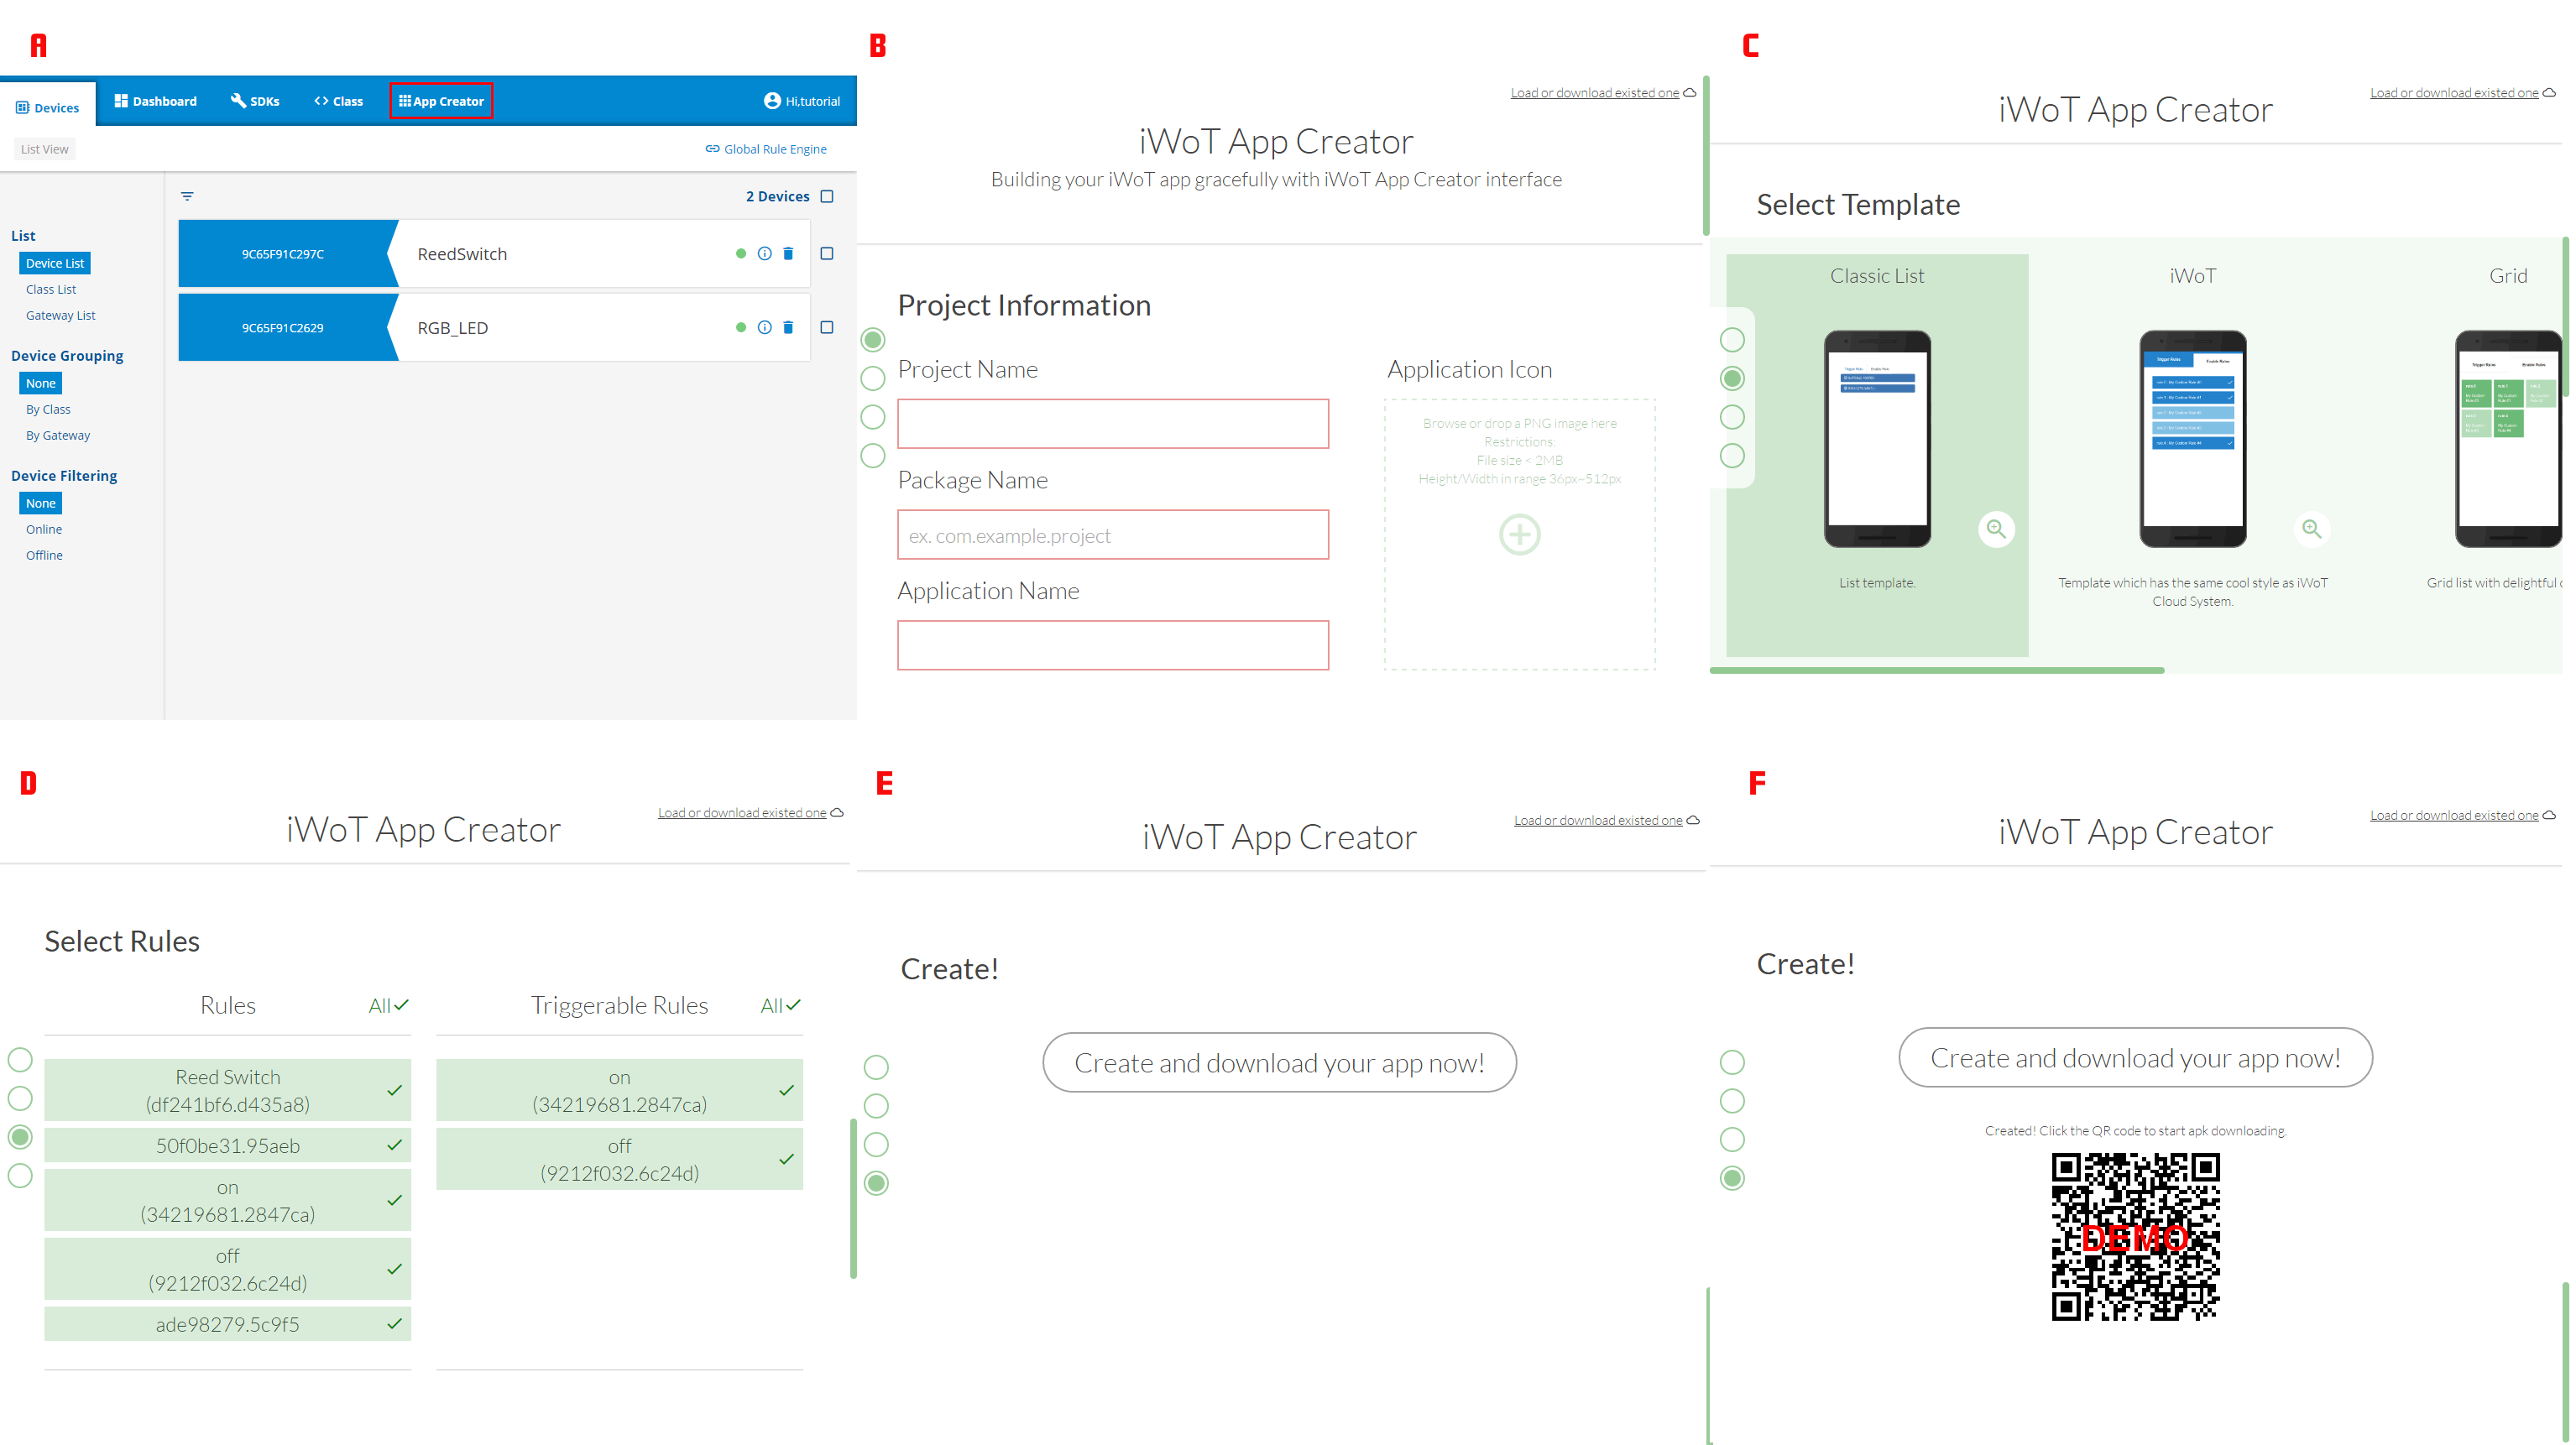 A
Devices
Dashboard
SDKs
Class
App Creator
Hi,tutorial
List View
Global Rule Engine
2 Devices
List
Device List
Class List
Gateway List
Device Grouping
None
By Class
By Gateway
Device Filtering
None
Online
Offline
9C65F91C297C
ReedSwitch
9C65F91C2629
RGB_LED
B
Load or download existed one
iWoT App Creator
Building your iWoT app gracefully with iWoT App Creator interface
Project Information
Project Name
Package Name
ex. com.example.project
Application Name
Application Icon
Browse or drop a PNG image here
Restrictions:
File size < 2MB
Height/Width in range 36px~512px
C
Load or download existed one
iWoT App Creator
Select Template
Classic List
List template.
iWoT
Trigger Rules
Enable Rules
Template which has the same cool style as iWoT
Cloud System.
Grid
Trigger Rules
Enable Rules
Grid list with delightful
D
Load or download existed one
iWoT App Creator
Select Rules
Rules
All
Reed Switch
(df241bf6.d435a8)
50f0be31.95aeb
on
(34219681.2847ca)
off
(9212f032.6c24d)
ade98279.5c9f5
Triggerable Rules
All
on
(34219681.2847ca)
off
(9212f032.6c24d)
E
Load or download existed one
iWoT App Creator
Create!
Create and download your app now!
F
Load or download existed one
iWoT App Creator
Create!
Create and download your app now!
Created! Click the QR code to start apk downloading.
DEMO